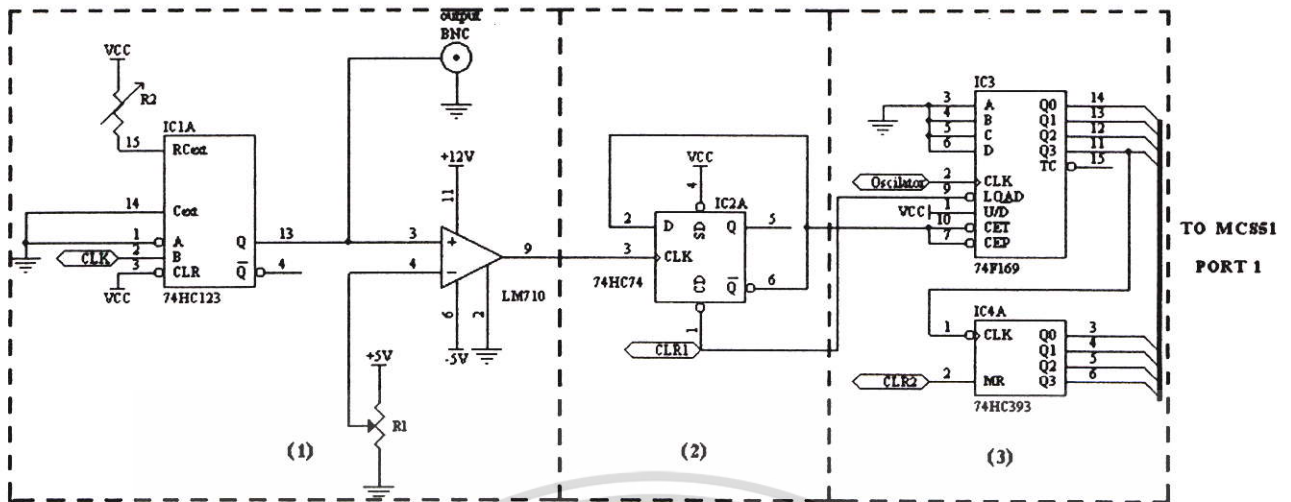 output
BNC
VCC
R2
IC1A
15
RCext
14
Cext
1
A
CLK
2
B
3
CLR
VCC
Q
13
Q
4
74HC123
+12V
11
3
+
4
-
9
LM710
6
2
-5V
+5V
R1
(1)
VCC
4
IC2A
2
D
SD
Q
5
3
CLK
74HC74
CD
Q
6
1
CLR1
(2)
IC3
3
A
4
B
5
C
6
D
Q0
14
Q1
13
Q2
12
Q3
11
TC
15
Oscilator
2
CLK
9
LOAD
VCC
1
U/D
10
CET
7
CEP
74F169
IC4A
1
CLK
CLR2
2
MR
Q0
3
Q1
4
Q2
5
Q3
6
74HC393
(3)
TO MCS51
PORT 1